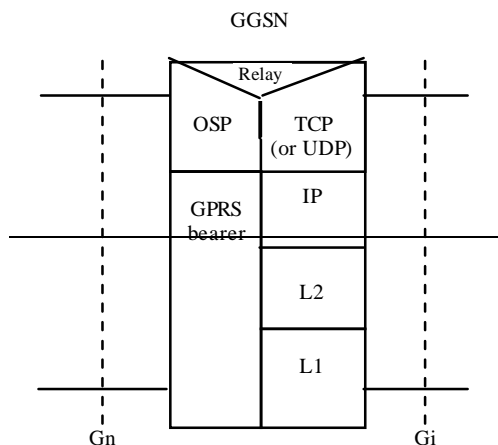 GGSN
Relay
OSP
TCP
(or UDP)
GPRS
bearer
IP
L2
L1
Gn
Gi